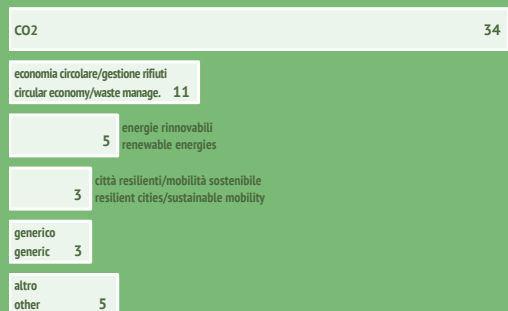 CO2 34
economia circolare/gestione rifiuti
circular economy/waste manage. 11
energie rinnovabili
5 renewable energies
città resilienti/mobilità sostenibile
3 resilient cities/sustainable mobility
generico
generic 3
altro
other 5